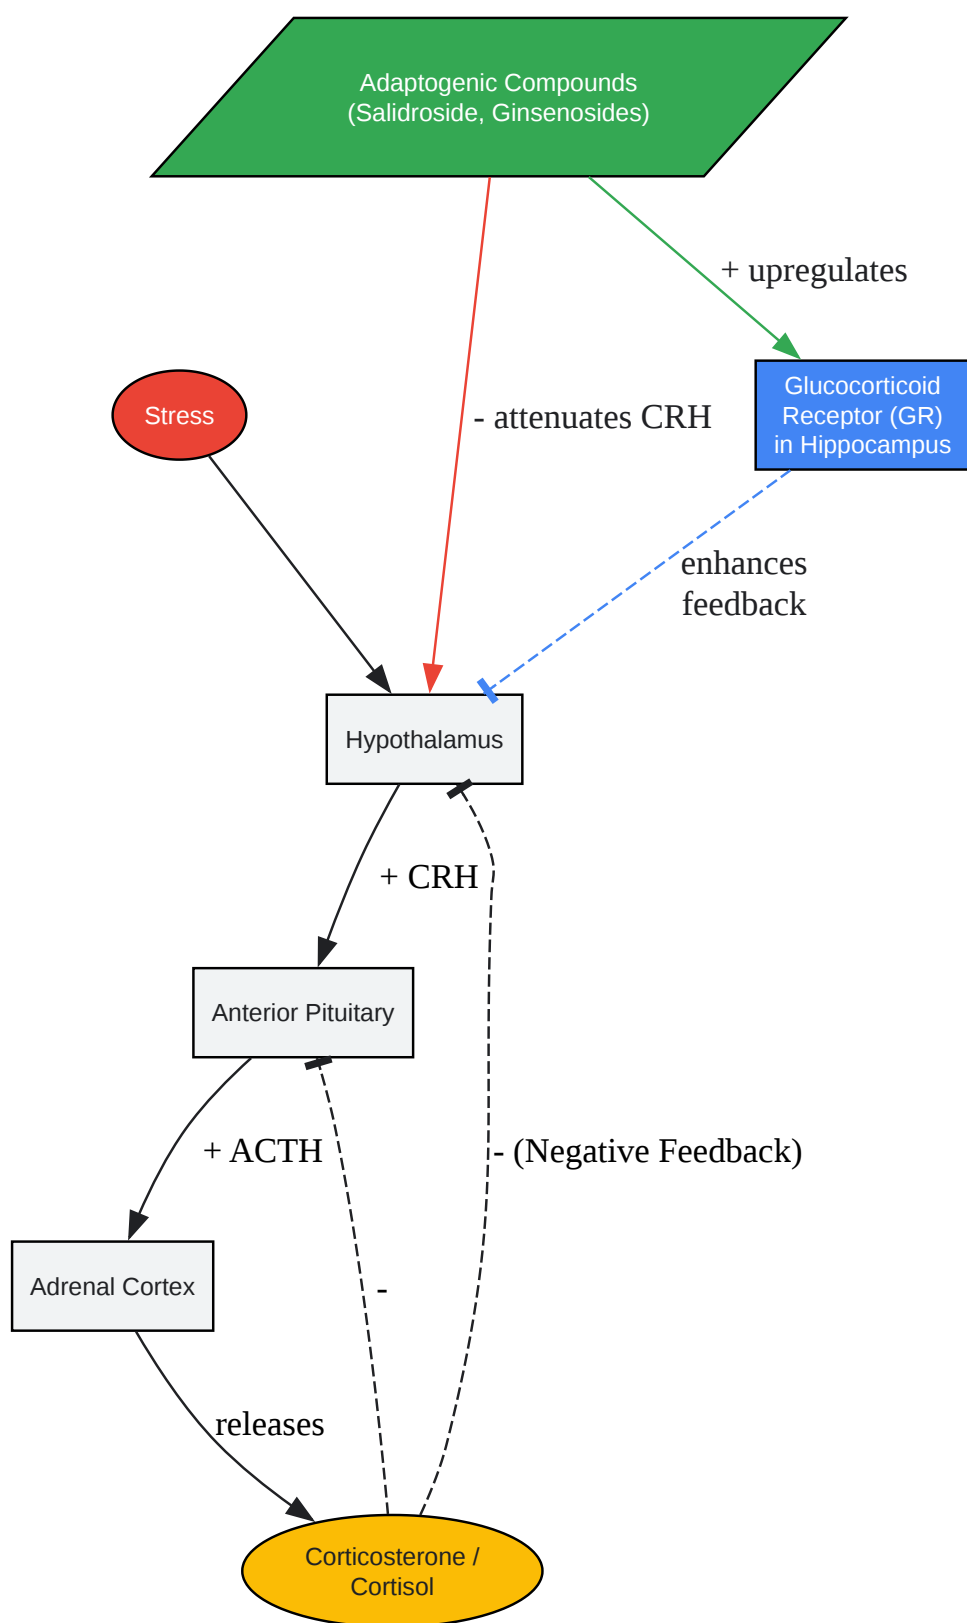 Adaptogenic Compounds
(Salidroside, Ginsenosides)
+ upregulates
Glucocorticoid
Receptor (GR)
in Hippocampus
Stress
- attenuates CRH
enhances
feedback
Hypothalamus
+ CRH
Anterior Pituitary
+ ACTH
- (Negative Feedback)
Adrenal Cortex
-
releases
Corticosterone /
Cortisol